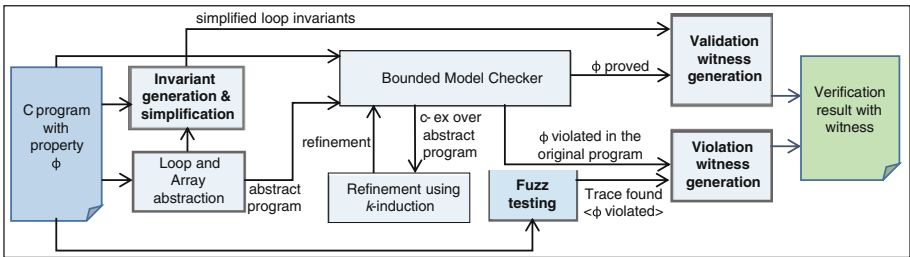 simplified loop invariants
C program
with
property
ϕ
Invariant
generation &
simplification
Loop and
Array
abstraction
abstract
program
Bounded Model Checker
refinement
c- ex over
abstract
program
Refinement using
k-induction
Fuzz
testing
ϕ proved
ϕ violated in the
original program
Trace found
<ϕ violated>
Validation
witness
generation
Violation
witness
generation
Verification
result with
witness